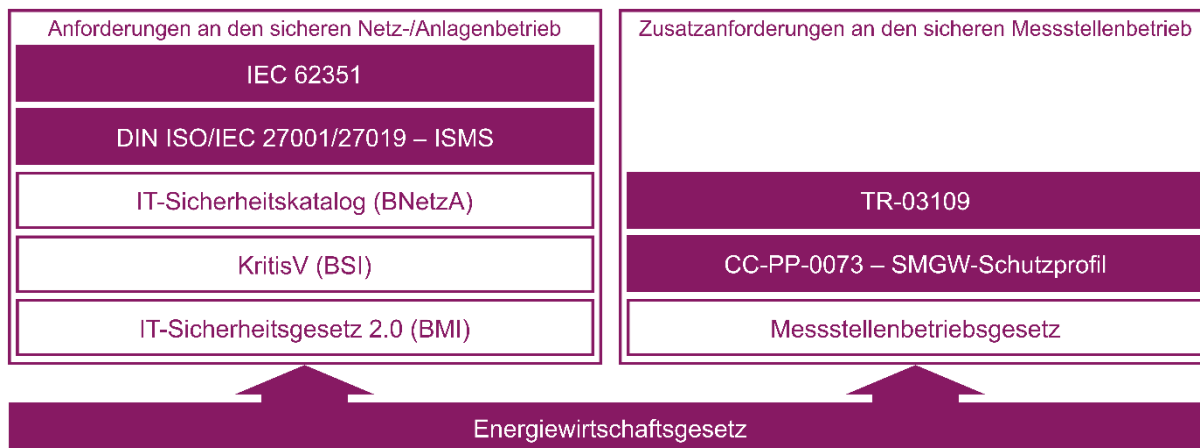 Anforderungen an den sicheren Netz-/Anlagenbetrieb
IEC 62351
DIN ISO/IEC 27001/27019 – ISMS
IT-Sicherheitskatalog (BNetzA)
KritisV (BSI)
IT-Sicherheitsgesetz 2.0 (BMI)
Zusatzanforderungen an den sicheren Messstellenbetrieb
TR-03109
CC-PP-0073 – SMGW-Schutzprofil
Messstellenbetriebsgesetz
Energiewirtschaftsgesetz